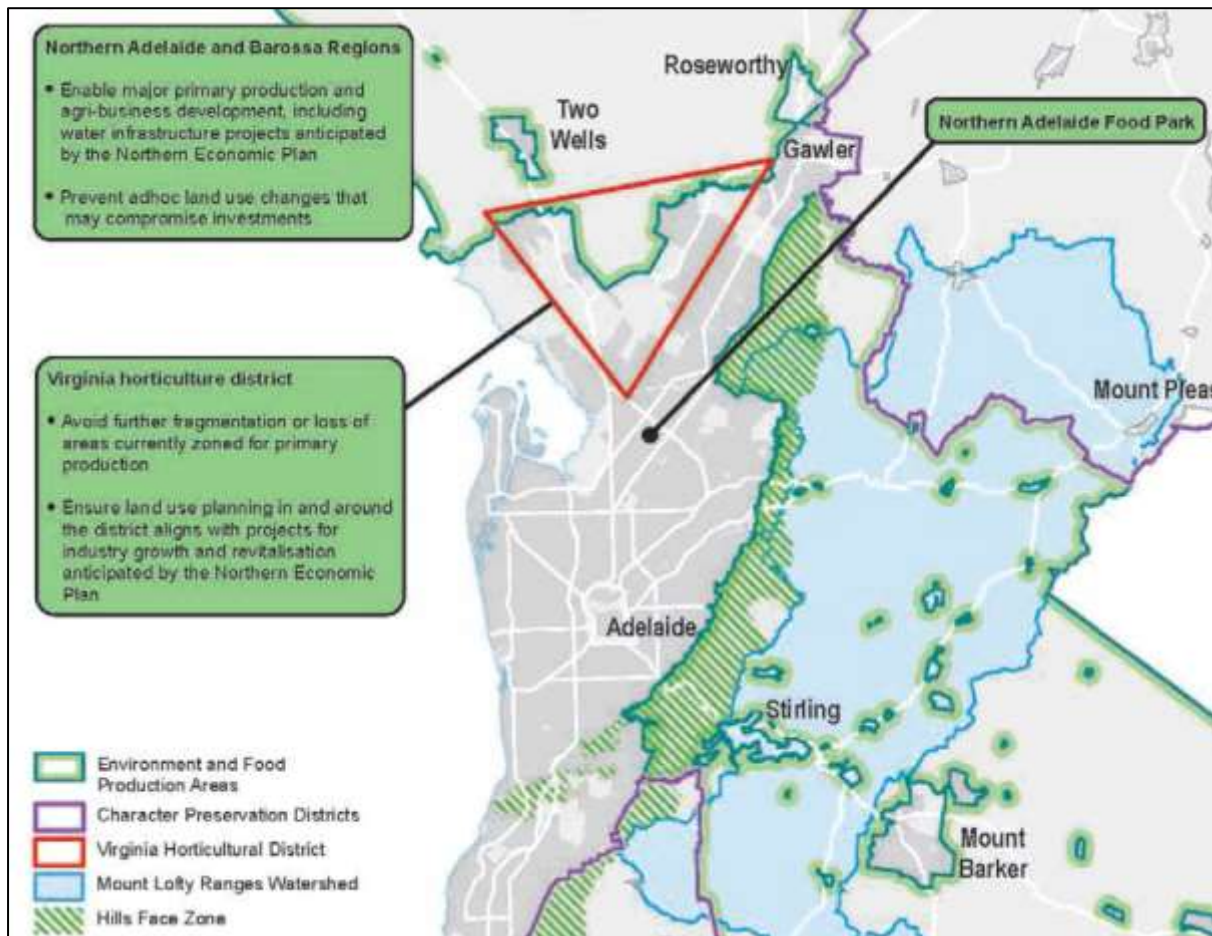 Northern Adelaide and Barossa Regions
• Enable major primary production and
agri-business development, including
water infrastructure projects anticipated
by the Northern Economic Plan
• Prevent adhoc land use changes that
may compromise investments
Roseworthy
Two
Wells
Gawler
Northern Adelaide Food Park
Virginia horticulture district
• Avoid further fragmentation or loss of
areas currently zoned for primary
production
• Ensure land use planning in and around
the district aligns with projects for
industry growth and revitalisation
anticipated by the Northern Economic
Plan
Mount Pleas
Adelaide
Stirling
Mount
Barker
Environment and Food
Production Areas
Character Preservation Districts
Virginia Horticultural District
Mount Lofty Ranges Watershed
Hills Face Zone